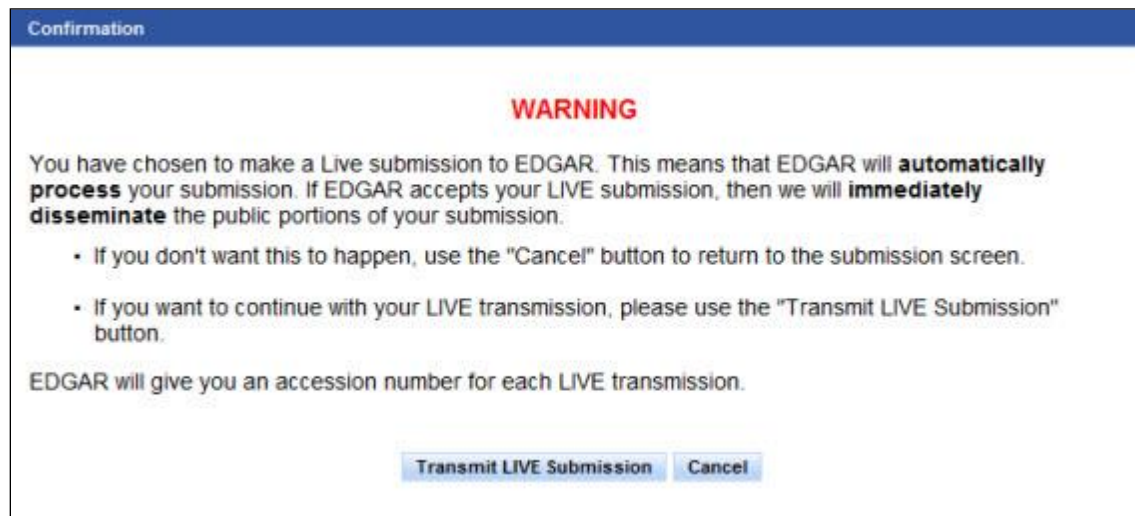 Confirmation
WARNING
You have chosen to make a Live submission to EDGAR. This means that EDGAR will automatically
process your submission. If EDGAR accepts your LIVE submission, then we will immediately
disseminate the public portions of your submission.
• If you don't want this to happen, use the "Cancel" button to return to the submission screen.
• If you want to continue with your LIVE transmission, please use the "Transmit LIVE Submission"
button.
EDGAR will give you an accession number for each LIVE transmission.
Transmit LIVE Submission Cancel